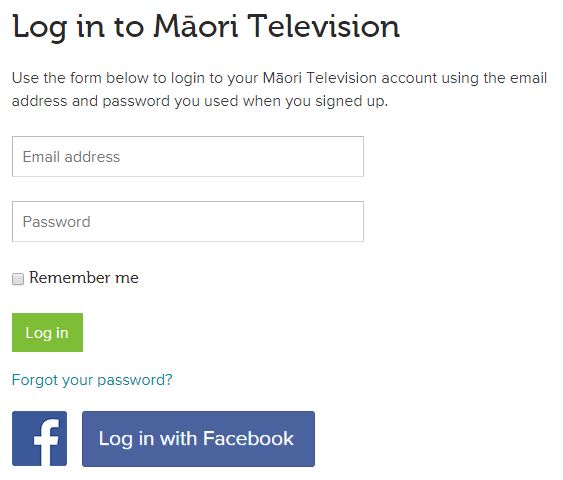 Log in to Māori Television
Use the form below to login to your Māori Television account using the email
address and password you used when you signed up.
Email address
Password
Remember me
Log in
Forgot your password?
f
Log in with Facebook